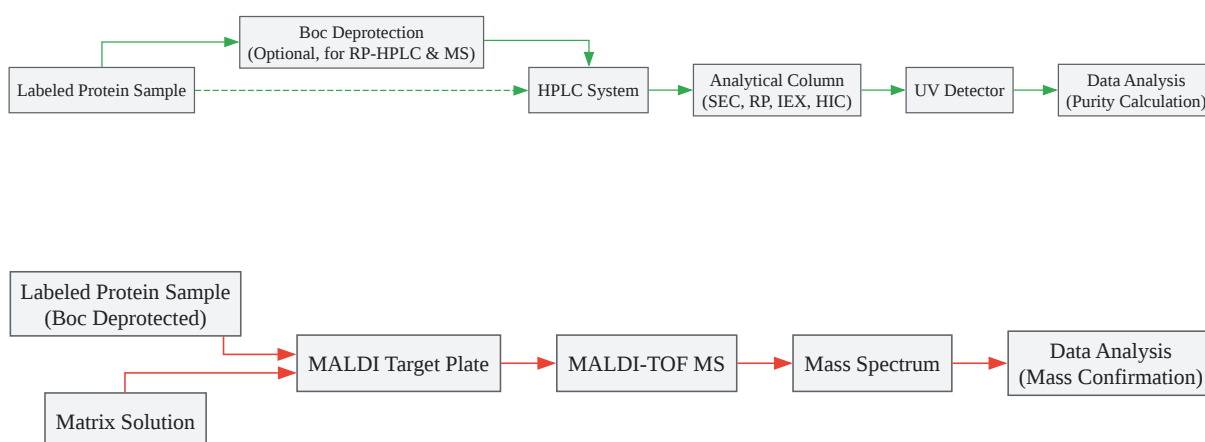 Boc Deprotection
(Optional, for RP-HPLC & MS)
Labeled Protein Sample
HPLC System
Analytical Column
(SEC, RP, IEX, HIC)
UV Detector
Data Analysis
(Purity Calculation)
Labeled Protein Sample
(Boc Deprotected)
Matrix Solution
MALDI Target Plate
MALDI-TOF MS
Mass Spectrum
Data Analysis
(Mass Confirmation)